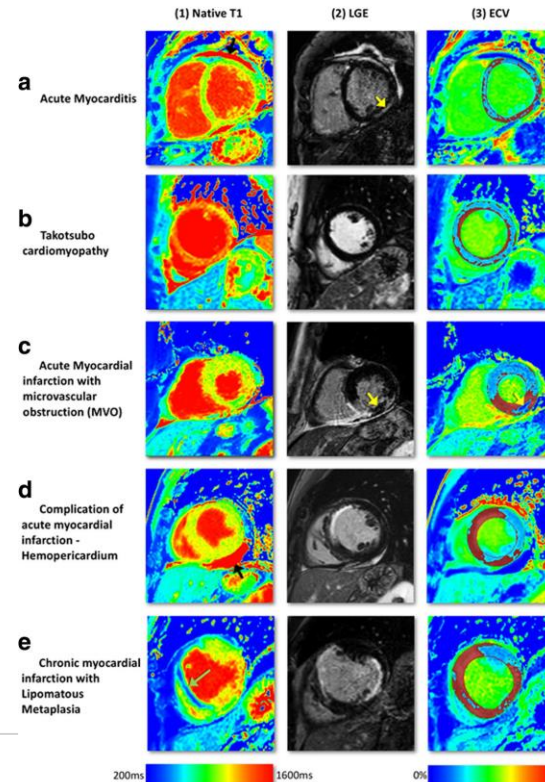 (1) Native T1 (2) LGE (3) ECV
a
Acute Myocarditis
b
Takotsubo
cardiomyopathy
c
Acute Myocardial
infarction with
microvascular
obstruction (MVO)
d
Complication of
acute myocardial
infarction -
Hemopericardium
e
Chronic myocardial
infarction with
Lipomatous
Metaplasia
200ms 1600ms 0%